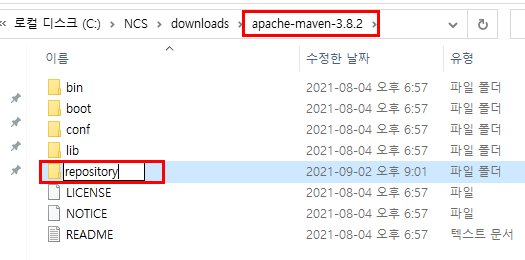 로컬 디스크 (C:) > NCS > downloads > apache-maven-3.8.2 >
이름 수정한 날짜 유형
bin 2021-08-04 오후 6:57 파일 폴더
boot 2021-08-04 오후 6:57 파일 폴더
conf 2021-08-04 오후 6:57 파일 폴더
lib 2021-08-04 오후 6:57 파일 폴더
repository 2021-09-02 오후 9:01 파일 폴더
LICENSE 2021-08-04 오후 6:57 파일
NOTICE 2021-08-04 오후 6:57 파일
README 2021-08-04 오후 6:57 텍스트 문서